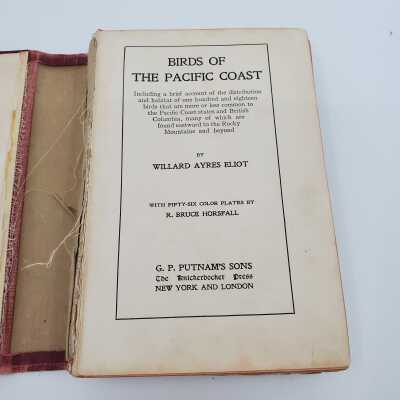 BIRDS OF
THE PACIFIC COAST
Including a brief account of the distribution
and habitat of one hundred and eighteen
birds that are more or less common to
the Pacific Coast states and British
Columbia, many of which are
found eastward to the Rocky
Mountains and beyond
BY
WILLARD AYRES ELIOT
WITH FIFTY-SIX COLOR PLATES BY
R. BRUCE HORSFALL
G. P. PUTNAM'S SONS
The Knickerbocker Press
NEW YORK AND LONDON